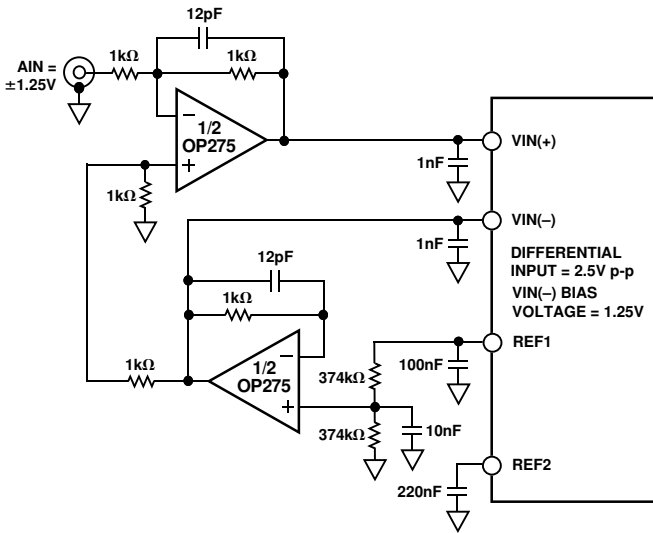 12pF
AIN =
±1.25V
1kΩ
1kΩ
1/2
OP275
−
+
1kΩ
VIN(+)
1nF
VIN(−)
1nF
12pF
1kΩ
DIFFERENTIAL
INPUT = 2.5V p-p
VIN(−) BIAS
VOLTAGE = 1.25V
1kΩ
1/2
OP275
−
+
REF1
100nF
374kΩ
374kΩ
10nF
REF2
220nF